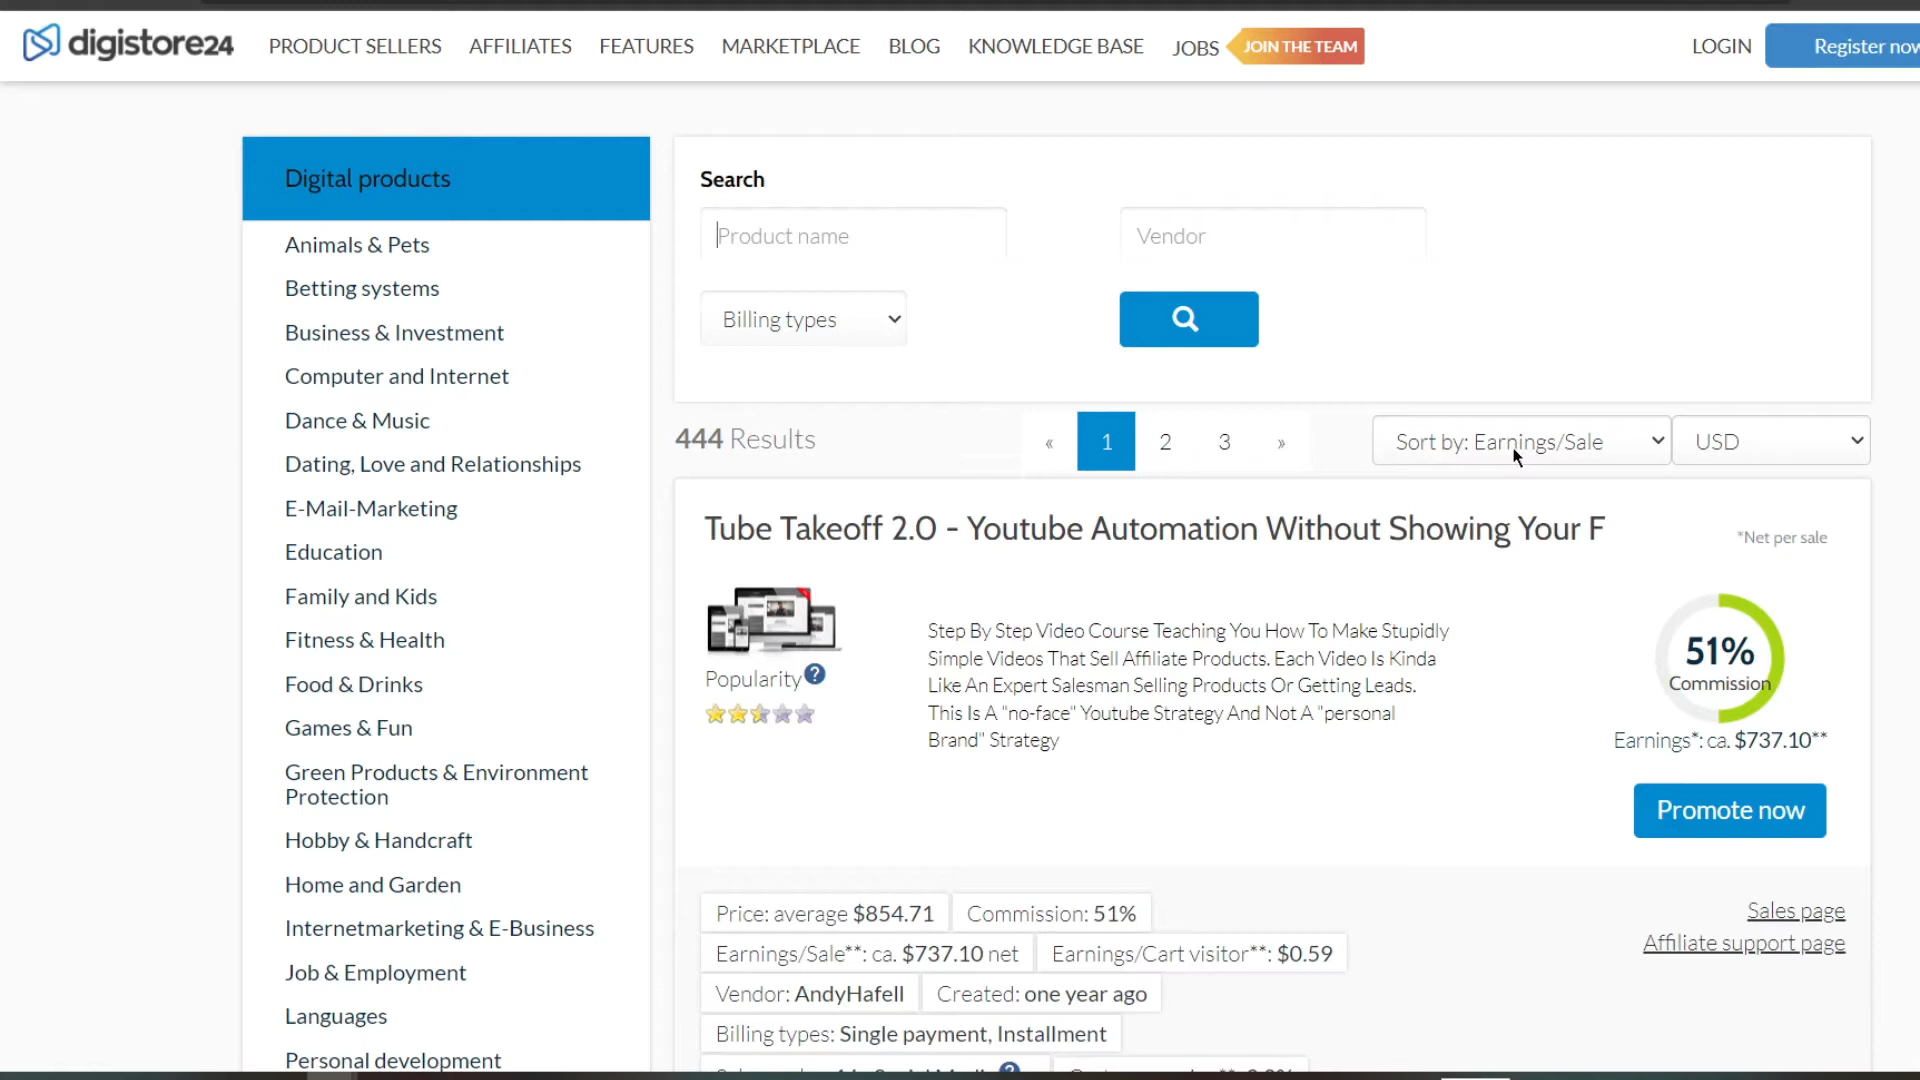 digistore24
PRODUCT SELLERS AFFILIATES FEATURES MARKETPLACE BLOG KNOWLEDGE BASE JOBS JOIN THE TEAM LOGIN Register now
Digital products
Animals & Pets
Betting systems
Business & Investment
Computer and Internet
Dance & Music
Dating, Love and Relationships
E-Mail-Marketing
Education
Family and Kids
Fitness & Health
Food & Drinks
Games & Fun
Green Products & Environment
Protection
Hobby & Handcraft
Home and Garden
Internetmarketing & E-Business
Job & Employment
Languages
Personal development
Search
Product name Vendor
Billing types
444 Results « 1 2 3 » Sort by: Earnings/Sale USD
Tube Takeoff 2.0 - Youtube Automation Without Showing Your F
*Net per sale
Popularity ?
Step By Step Video Course Teaching You How To Make Stupidly
Simple Videos That Sell Affiliate Products. Each Video Is Kinda
Like An Expert Salesman Selling Products Or Getting Leads.
This Is A "no-face" Youtube Strategy And Not A "personal
Brand" Strategy
51%
Commission
Earnings*: ca. $737.10**
Promote now
Price: average $854.71 Commission: 51%
Earnings/Sale**: ca. $737.10 net Earnings/Cart visitor**: $0.59
Vendor: AndyHafell Created: one year ago
Billing types: Single payment, Installment
Sales page
Affiliate support page